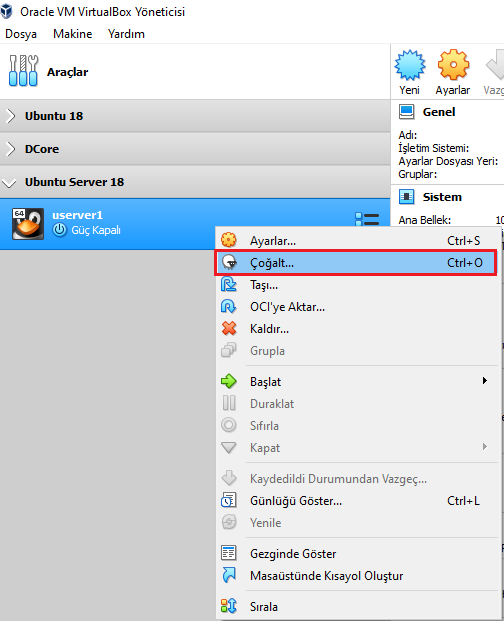 Oracle VM VirtualBox Yöneticisi
Dosya Makine Yardım
Araçlar
Yeni Ayarlar
Ubuntu 18
DCore
Ubuntu Server 18
64
userver1
Güç Kapalı
Genel
Adı:
İşletim Sistemi:
Ayarlar Dosyası Yeri:
Gruplar:
Sistem
Ana Bellek:
Ayarlar... Ctrl+S
Çoğalt... Ctrl+O
Taşı...
OCI'ye Aktar...
Kaldır...
Grupla
Başlat
Duraklat
Sıfırla
Kapat
Kaydedildi Durumundan Vazgeç...
Günlüğü Göster... Ctrl+L
Yenile
Gezginde Göster
Masaüstünde Kısayol Oluştur
Sırala